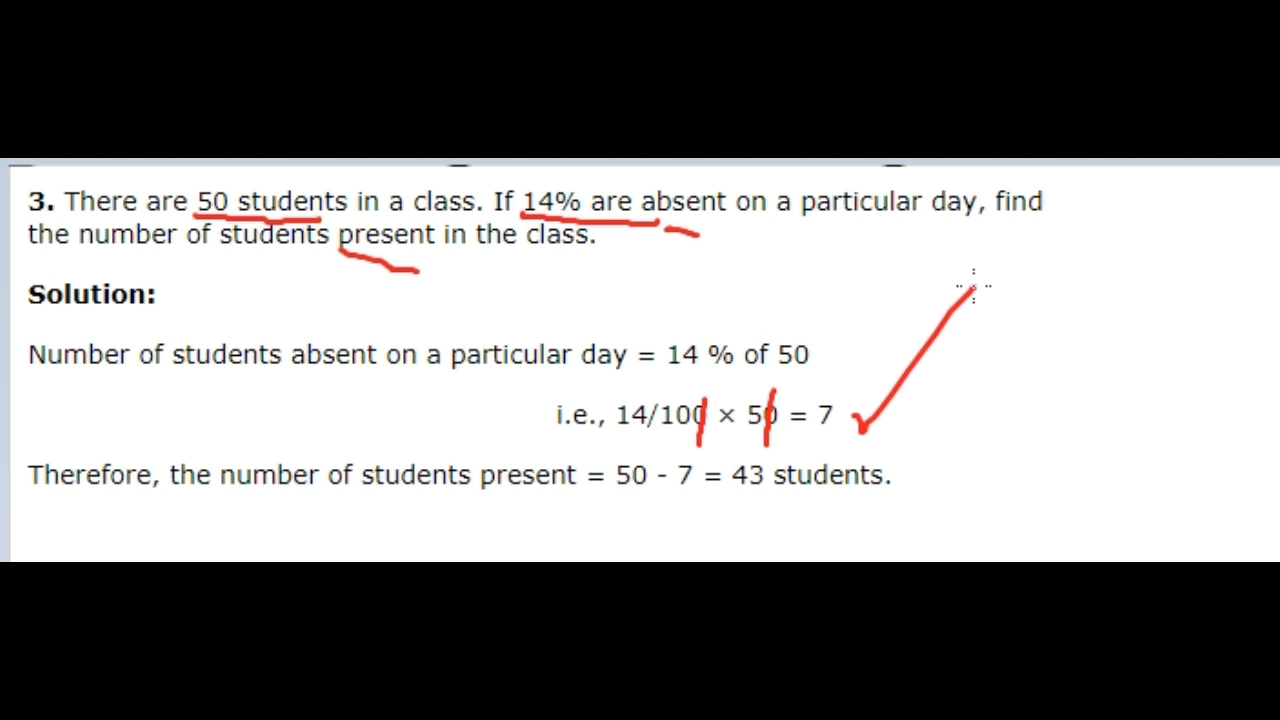 3. There are 50 students in a class. If 14% are absent on a particular day, find
the number of students present in the class.
Solution:
Number of students absent on a particular day = 14 % of 50
i.e., 14/100 × 50 = 7
Therefore, the number of students present = 50 - 7 = 43 students.